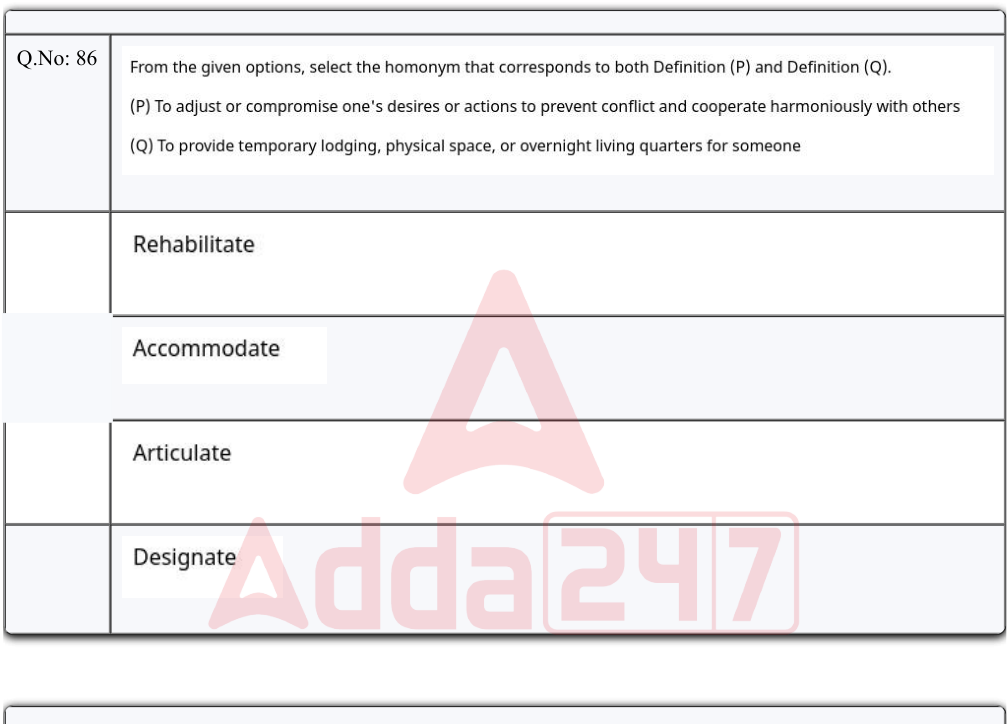 Q.No: 86
From the given options, select the homonym that corresponds to both Definition (P) and Definition (Q).
(P) To adjust or compromise one's desires or actions to prevent conflict and cooperate harmoniously with others
(Q) To provide temporary lodging, physical space, or overnight living quarters for someone
Rehabilitate
Accommodate
Articulate
Designate
Adda247